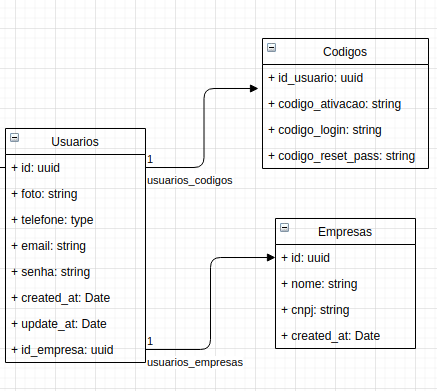 Codigos
+ id_usuario: uuid
+ codigo_ativacao: string
+ codigo_login: string
+ codigo_reset_pass: string
Usuarios
+ id: uuid
+ foto: string
+ telefone: type
+ email: string
+ senha: string
+ created_at: Date
+ update_at: Date
+ id_empresa: uuid
1
usuarios_codigos
Empresas
+ id: uuid
+ nome: string
+ cnpj: string
+ created_at: Date
1
usuarios_empresas